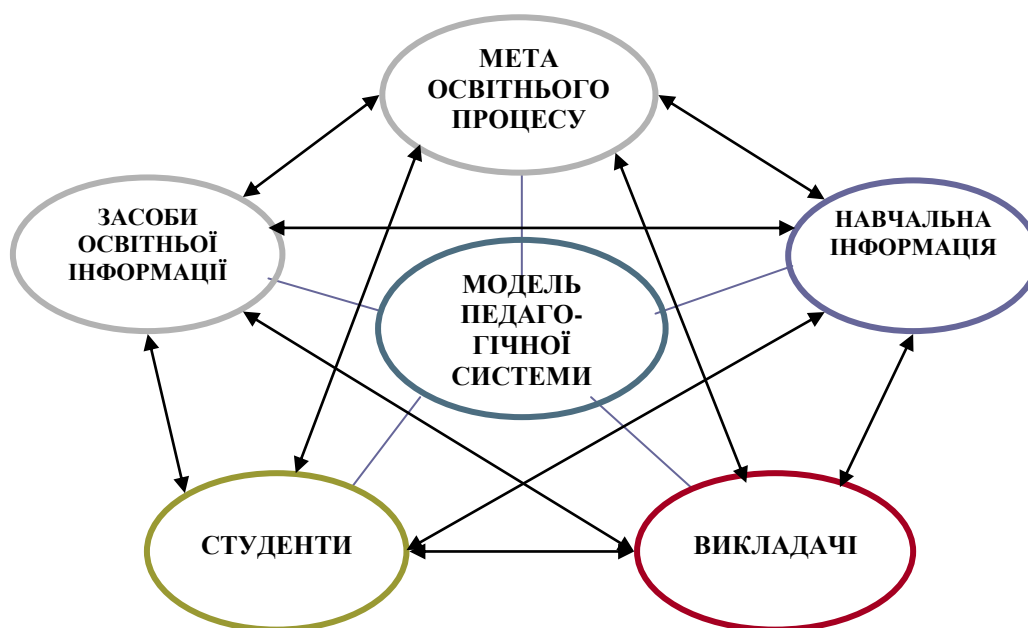 МЕТА
ОСВІТНЬОГО
ПРОЦЕСУ
ЗАСОБИ
ОСВІТНЬОЇ
ІНФОРМАЦІЇ
НАВЧАЛЬНА
ІНФОРМАЦІЯ
МОДЕЛЬ
ПЕДАГО-
ГІЧНОЇ
СИСТЕМИ
СТУДЕНТИ
ВИКЛАДАЧІ